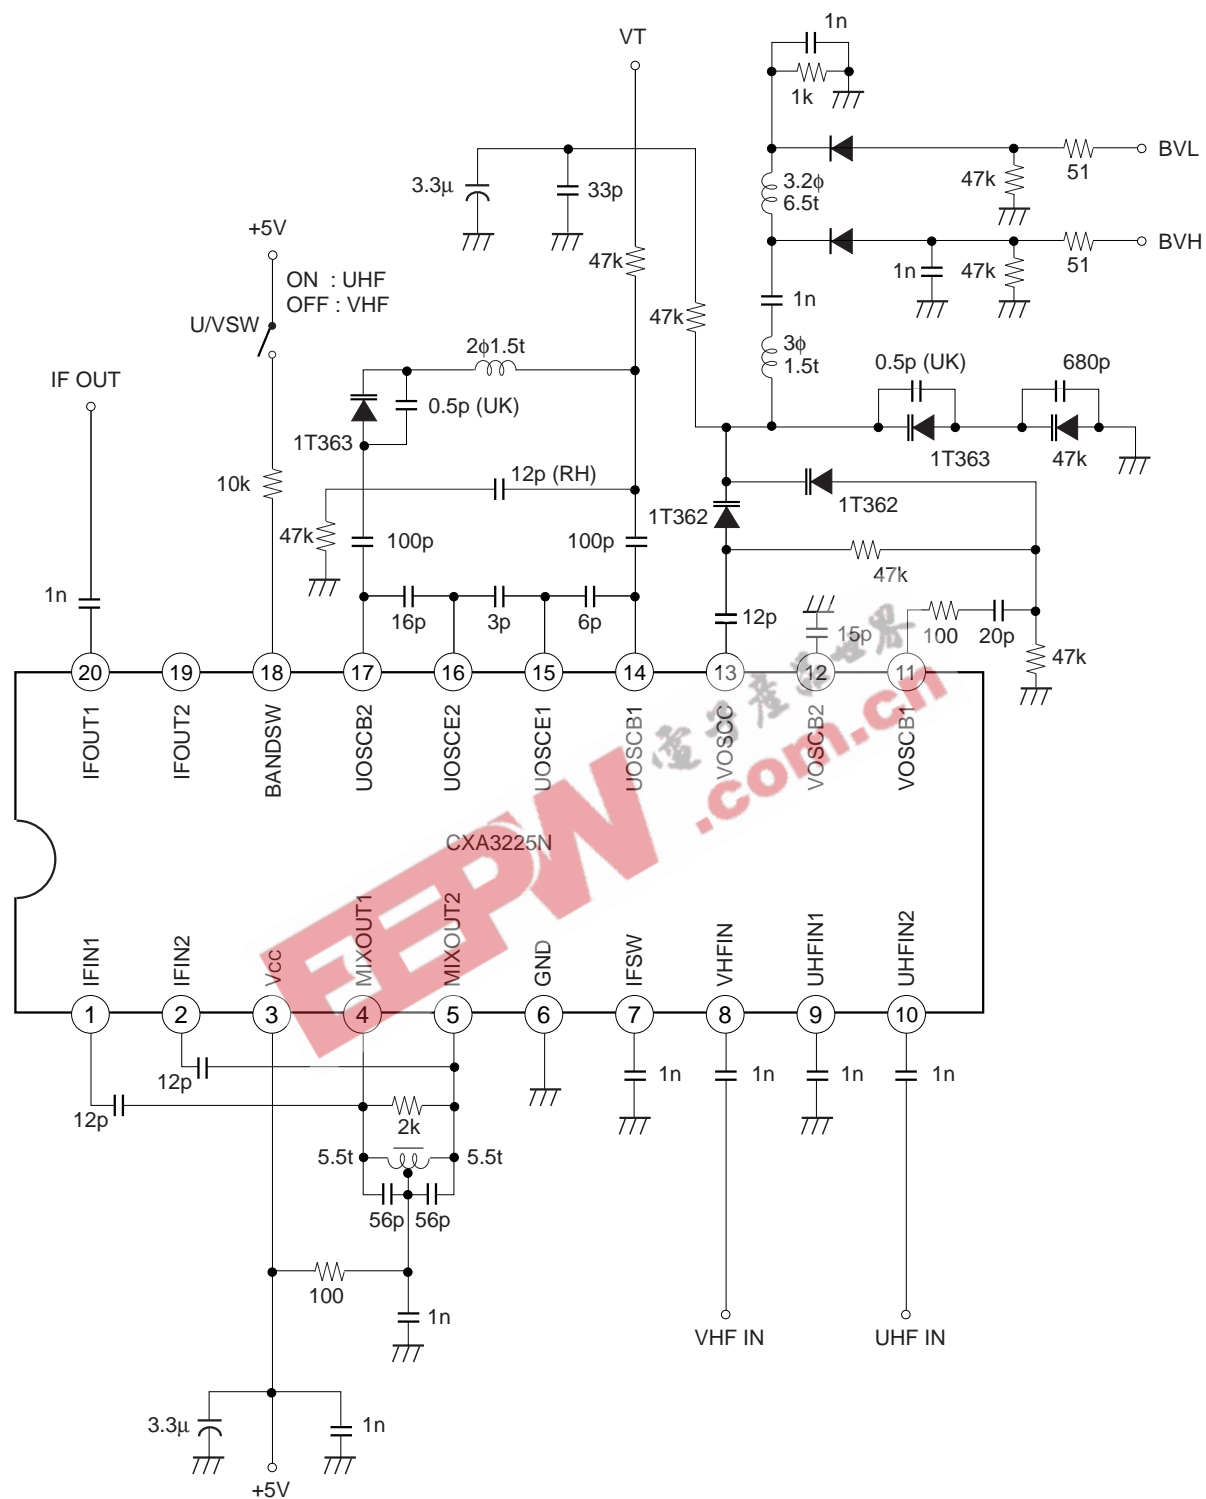 1n
VT
1k
BVL
3.3μ
33p
3.2ϕ
6.5t
47k
51
+5V
BVH
ON : UHF
OFF : VHF
47k
1n
47k
51
1n
U/VSW
47k
2ϕ1.5t
3ϕ
1.5t
0.5p (UK)
680p
IF OUT
0.5p (UK)
1T363
1T363
47k
12p (RH)
10k
1T362
1T362
47k
100p
100p
47k
1n
16p
3p
6p
12p
15p
100
20p
47k
20
19
18
17
16
15
14
13
12
11
IFOUT1
IFOUT2
BANDSW
UOSCB2
UOSCE2
UOSCE1
UOSCB1
VOSCC
VOSCB2
VOSCB1
電子產品世界
EEPW.com.cn
CXA3225N
IFIN1
IFIN2
Vcc
MIXOUT1
MIXOUT2
GND
IFSW
VHFIN
UHFIN1
UHFIN2
1
2
3
4
5
6
7
8
9
10
12p
1n
1n
1n
1n
12p
2k
5.5t
5.5t
56p
56p
100
1n
VHF IN
UHF IN
3.3μ
1n
+5V